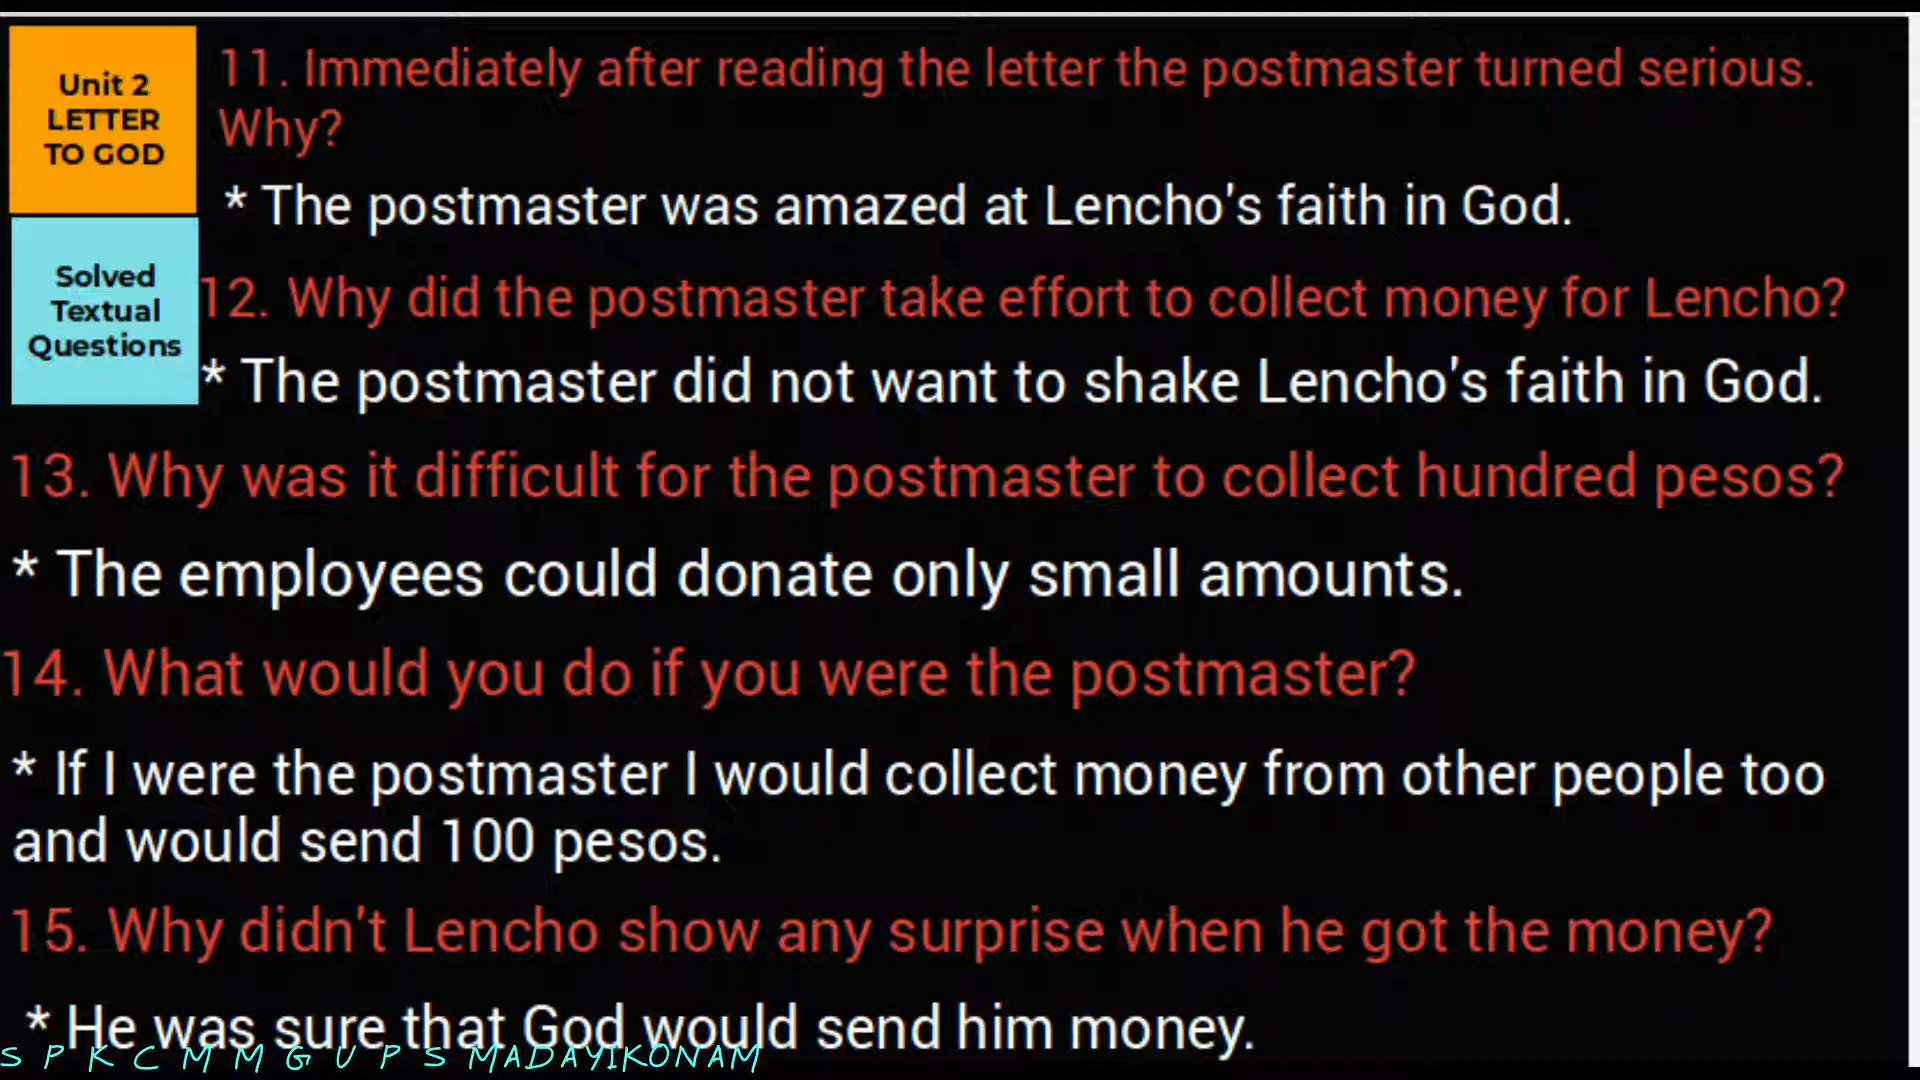 Unit 2
LETTER
TO GOD
11. Immediately after reading the letter the postmaster turned serious.
Why?
* The postmaster was amazed at Lencho's faith in God.
Solved
Textual
Questions
12. Why did the postmaster take effort to collect money for Lencho?
* The postmaster did not want to shake Lencho's faith in God.
13. Why was it difficult for the postmaster to collect hundred pesos?
* The employees could donate only small amounts.
14. What would you do if you were the postmaster?
* If I were the postmaster I would collect money from other people too
and would send 100 pesos.
15. Why didn't Lencho show any surprise when he got the money?
* He was sure that God would send him money.
S P K C M M G U P S MADAYIKONAM